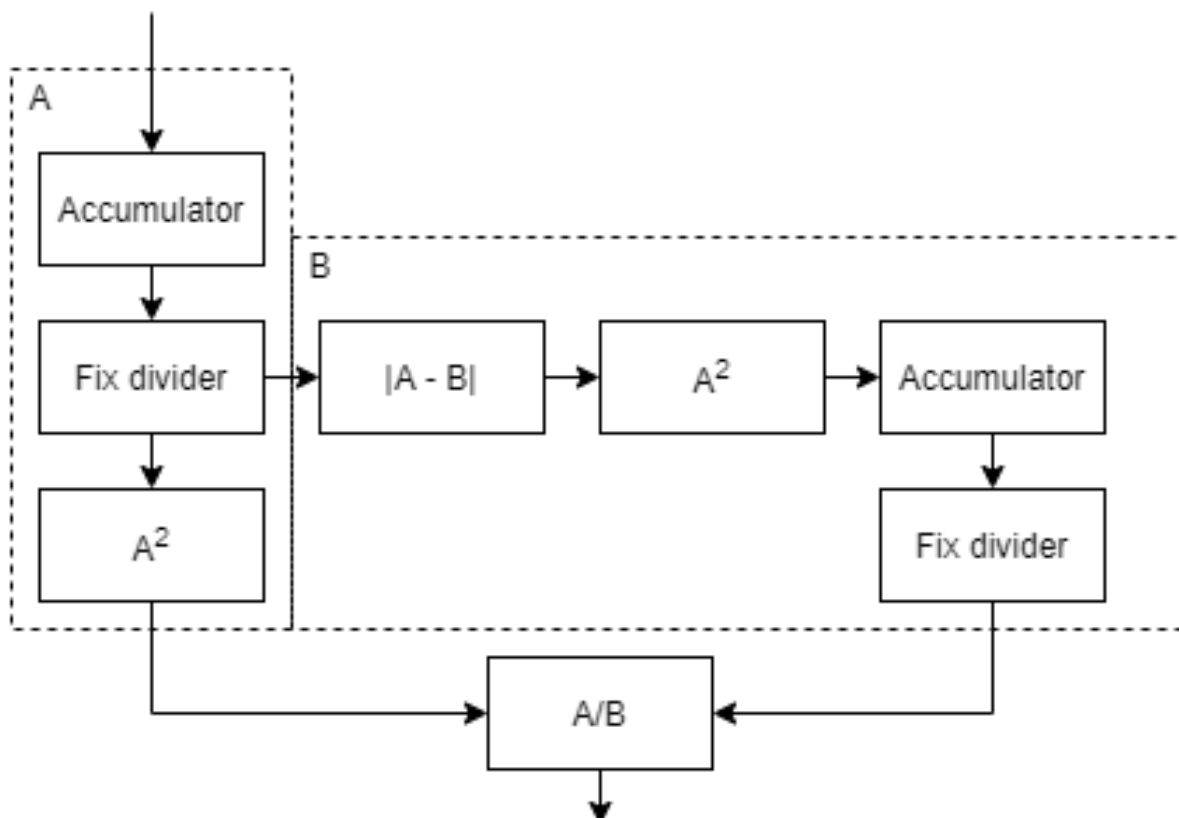 A
Accumulator
B
Fix divider
|A - B|
A²
Accumulator
A²
Fix divider
A/B